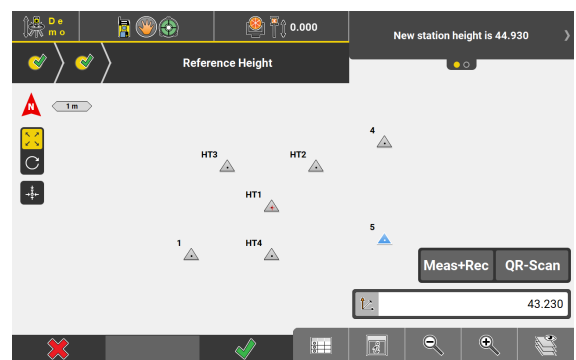 De
mo
0.000
New station height is 44.930
Reference Height
N
1 m
4
HT3
HT2
HT1
5
1
HT4
Meas+Rec
QR-Scan
43.230